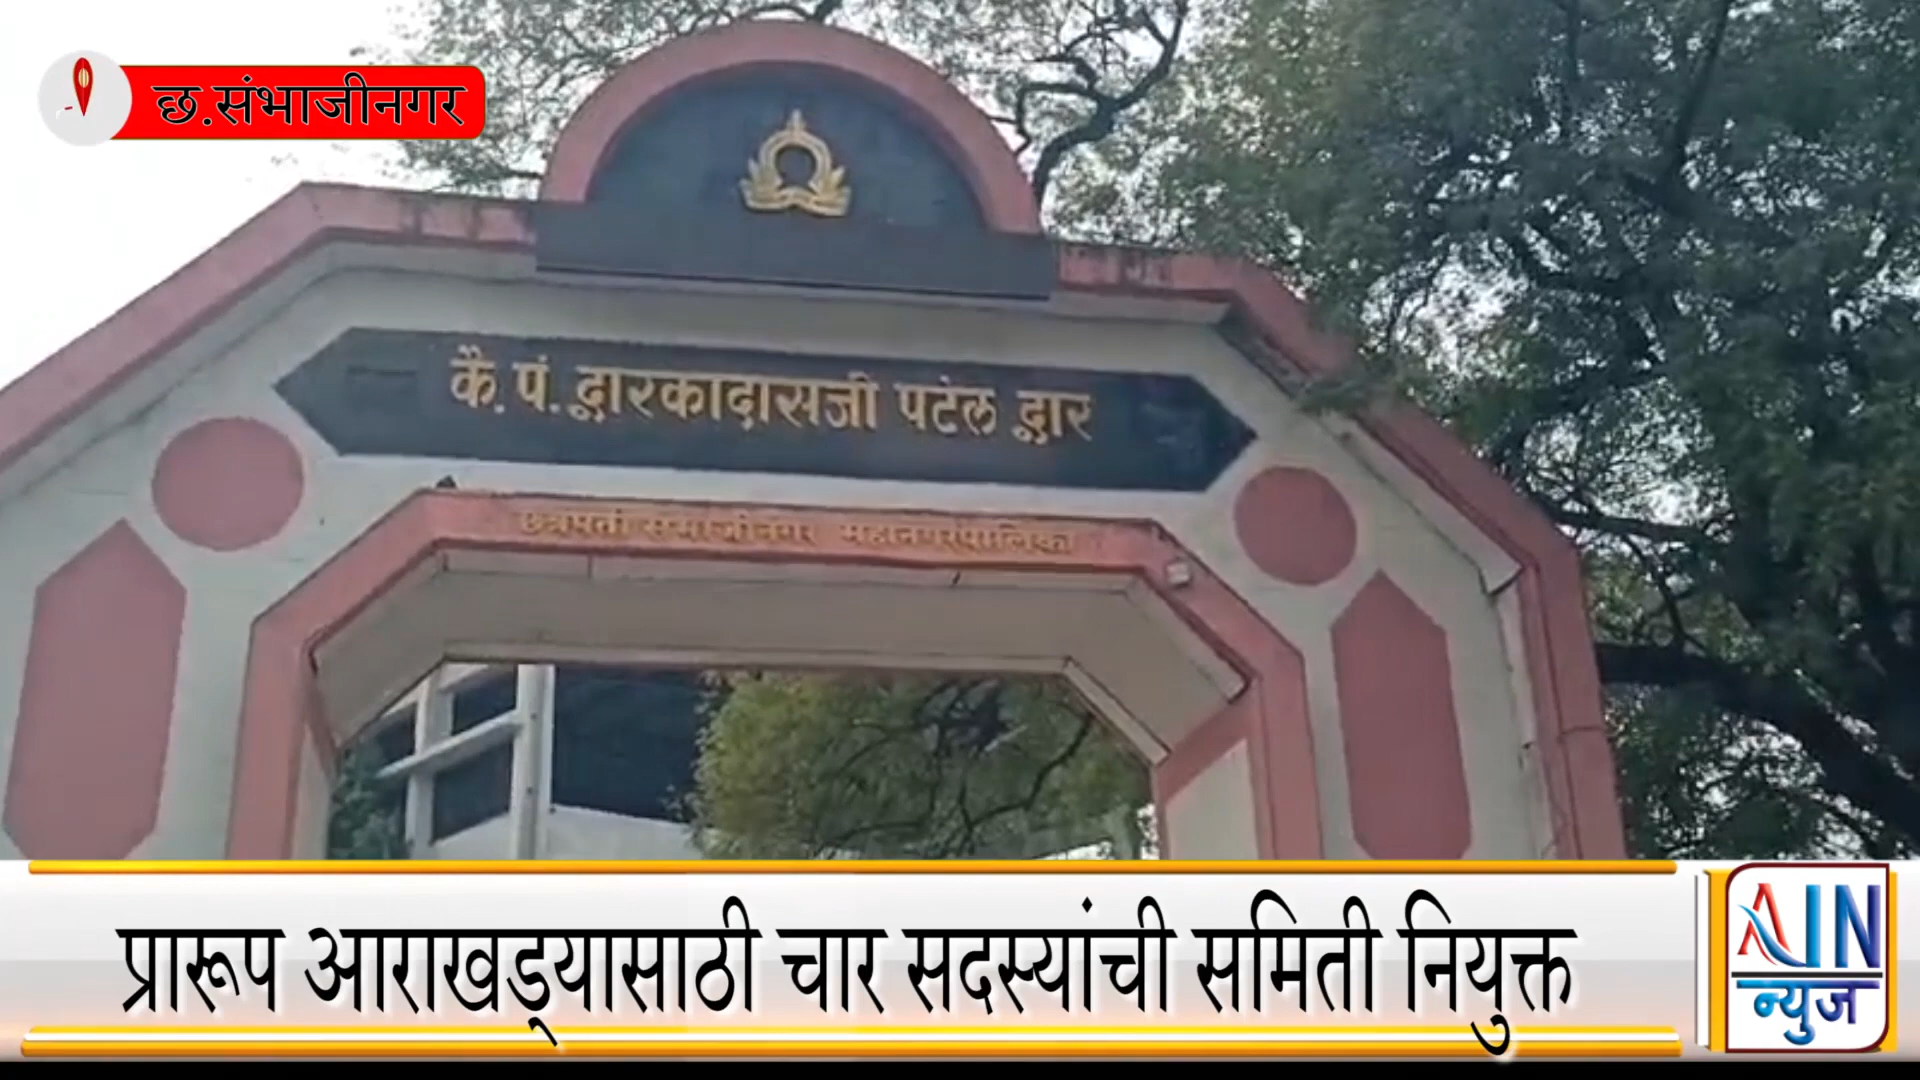 छ.संभाजीनगर
कै. पं. द्वारकादासजी पटेल द्वार
छत्रपती संभाजीनगर महानगरपालिका
प्रारूप आराखड्यासाठी चार सदस्यांची समिती नियुक्त
AIN
न्युज